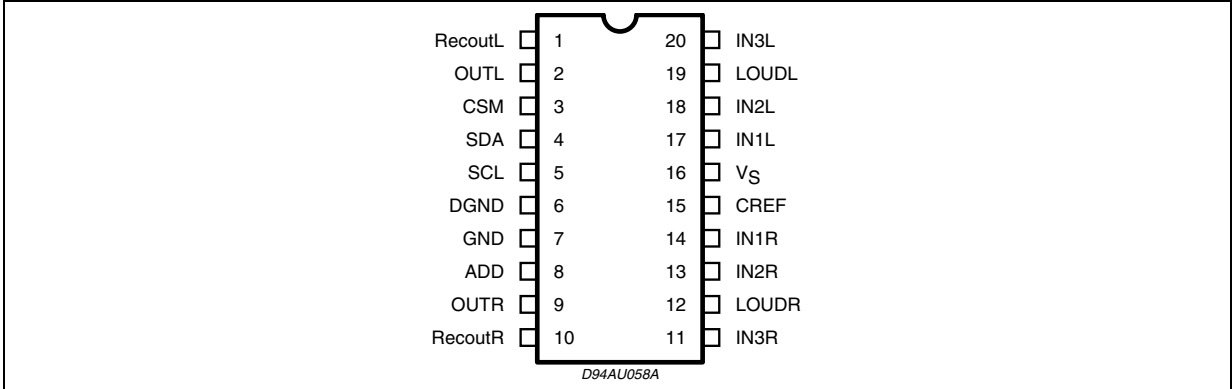 RecoutL 1 20 IN3L
OUTL 2 19 LOUDL
CSM 3 18 IN2L
SDA 4 17 IN1L
SCL 5 16 VS
DGND 6 15 CREF
GND 7 14 IN1R
ADD 8 13 IN2R
OUTR 9 12 LOUDR
RecoutR 10 11 IN3R
D94AU058A